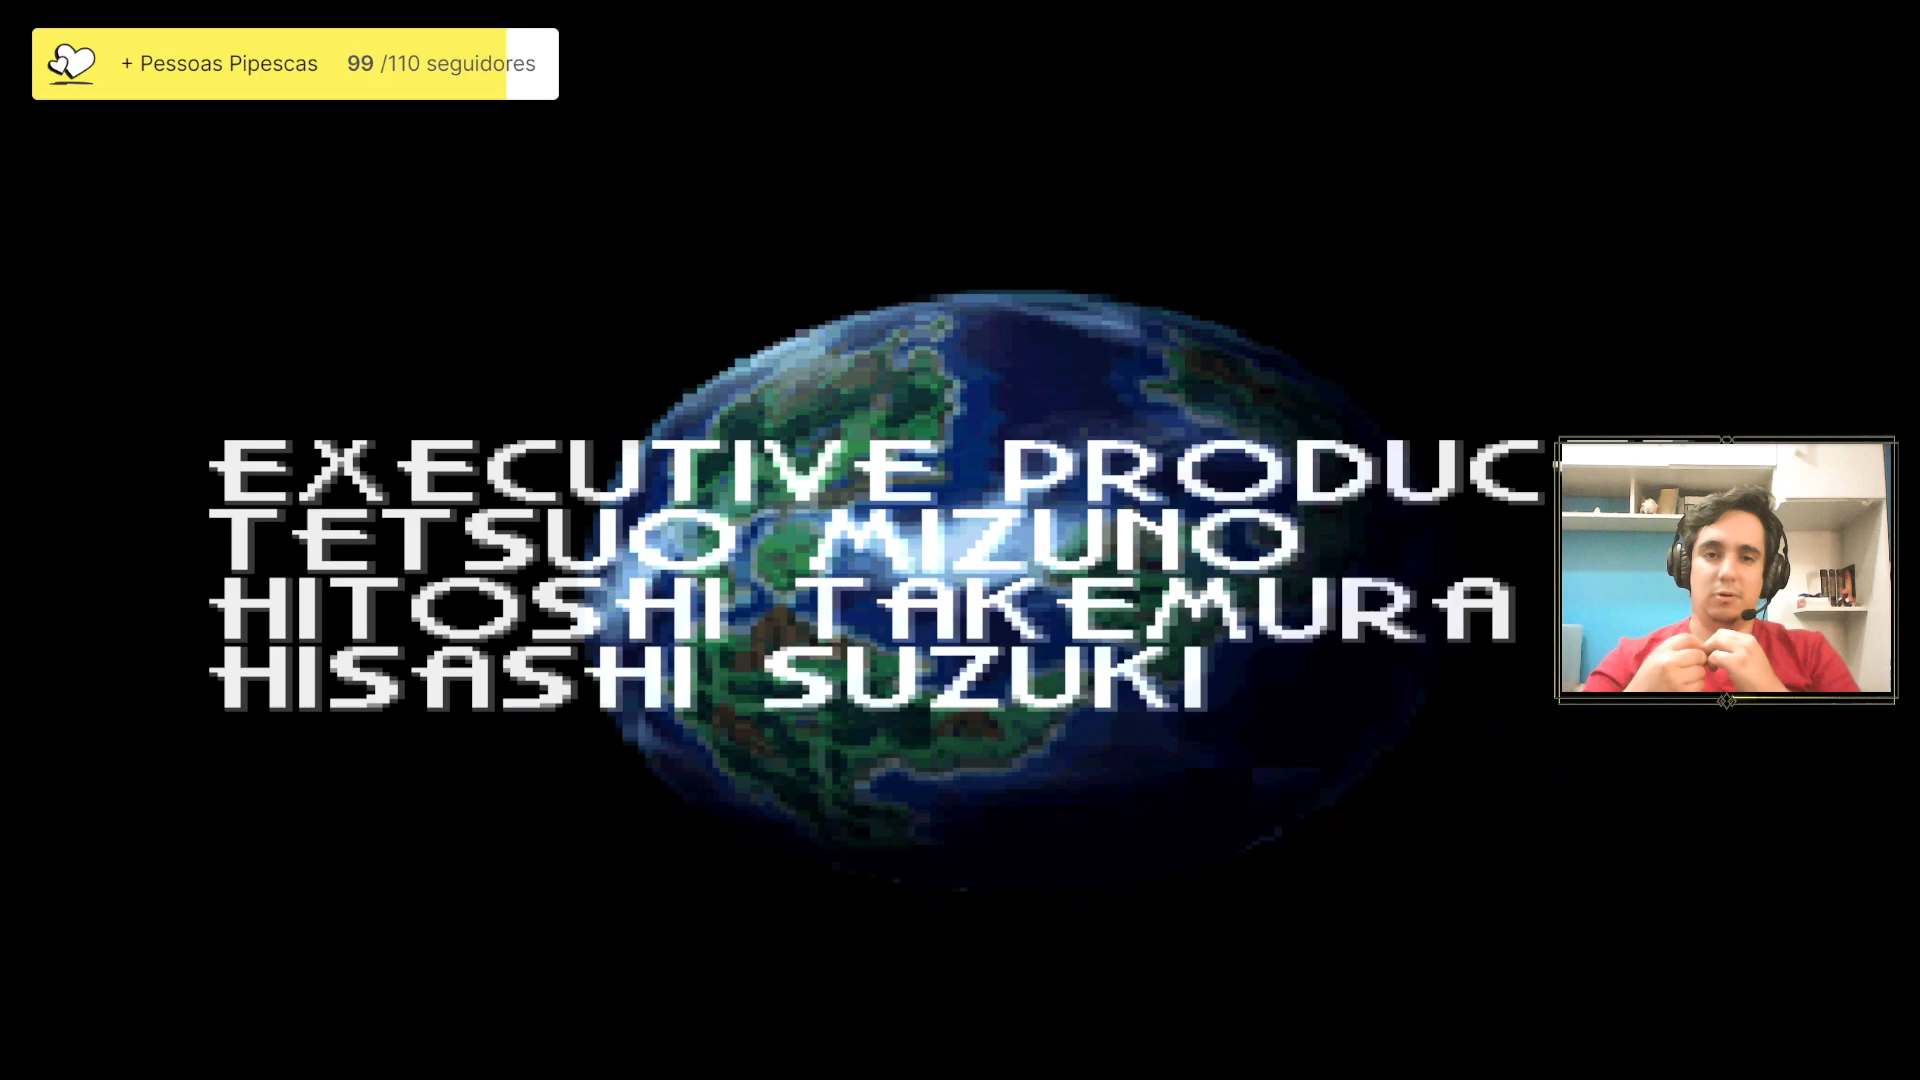 + Pessoas Pipescas 99 /110 seguidores
EXECUTIVE PRODUC
TETSUO MIZUNO
HITOSHI TAKEMURA
HISASHI SUZUKI